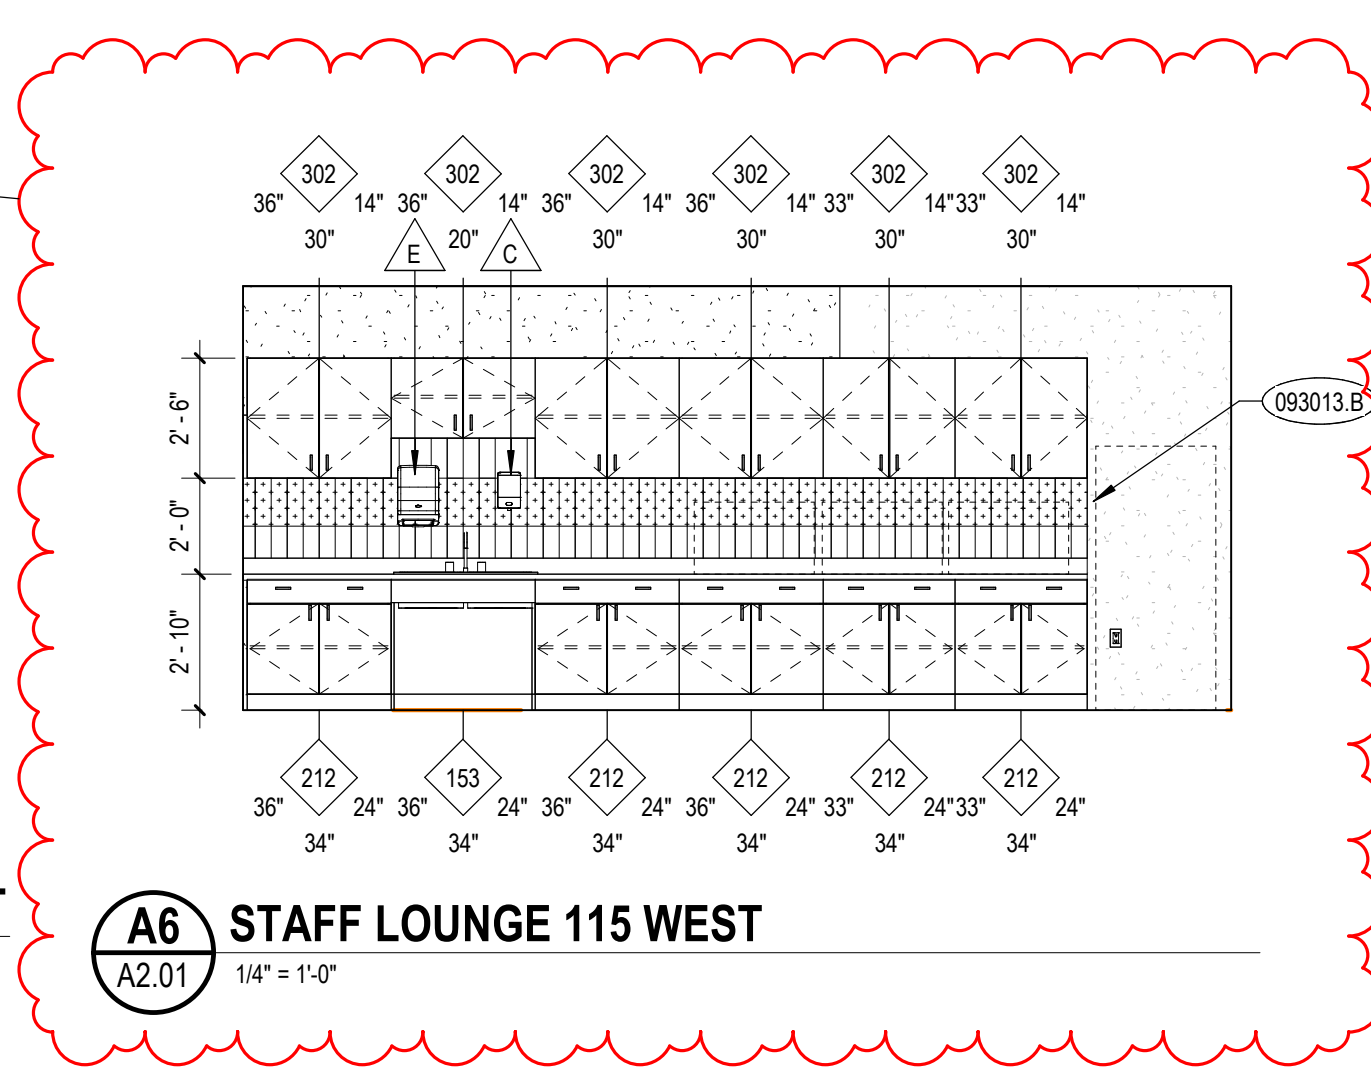 302 302 302 302 302 302
36" 14" 36" 14" 36" 14" 36" 14" 33" 14" 33" 14"
30" 20" 30" 30" 30" 30"
E C
2' - 6"
093013.B
2' - 0"
2' - 10"
212 153 212 212 212 212
36" 24" 36" 24" 36" 24" 36" 24" 33" 24" 33" 24"
34" 34" 34" 34" 34" 34"
A6 STAFF LOUNGE 115 WEST
A2.01 1/4" = 1'-0"